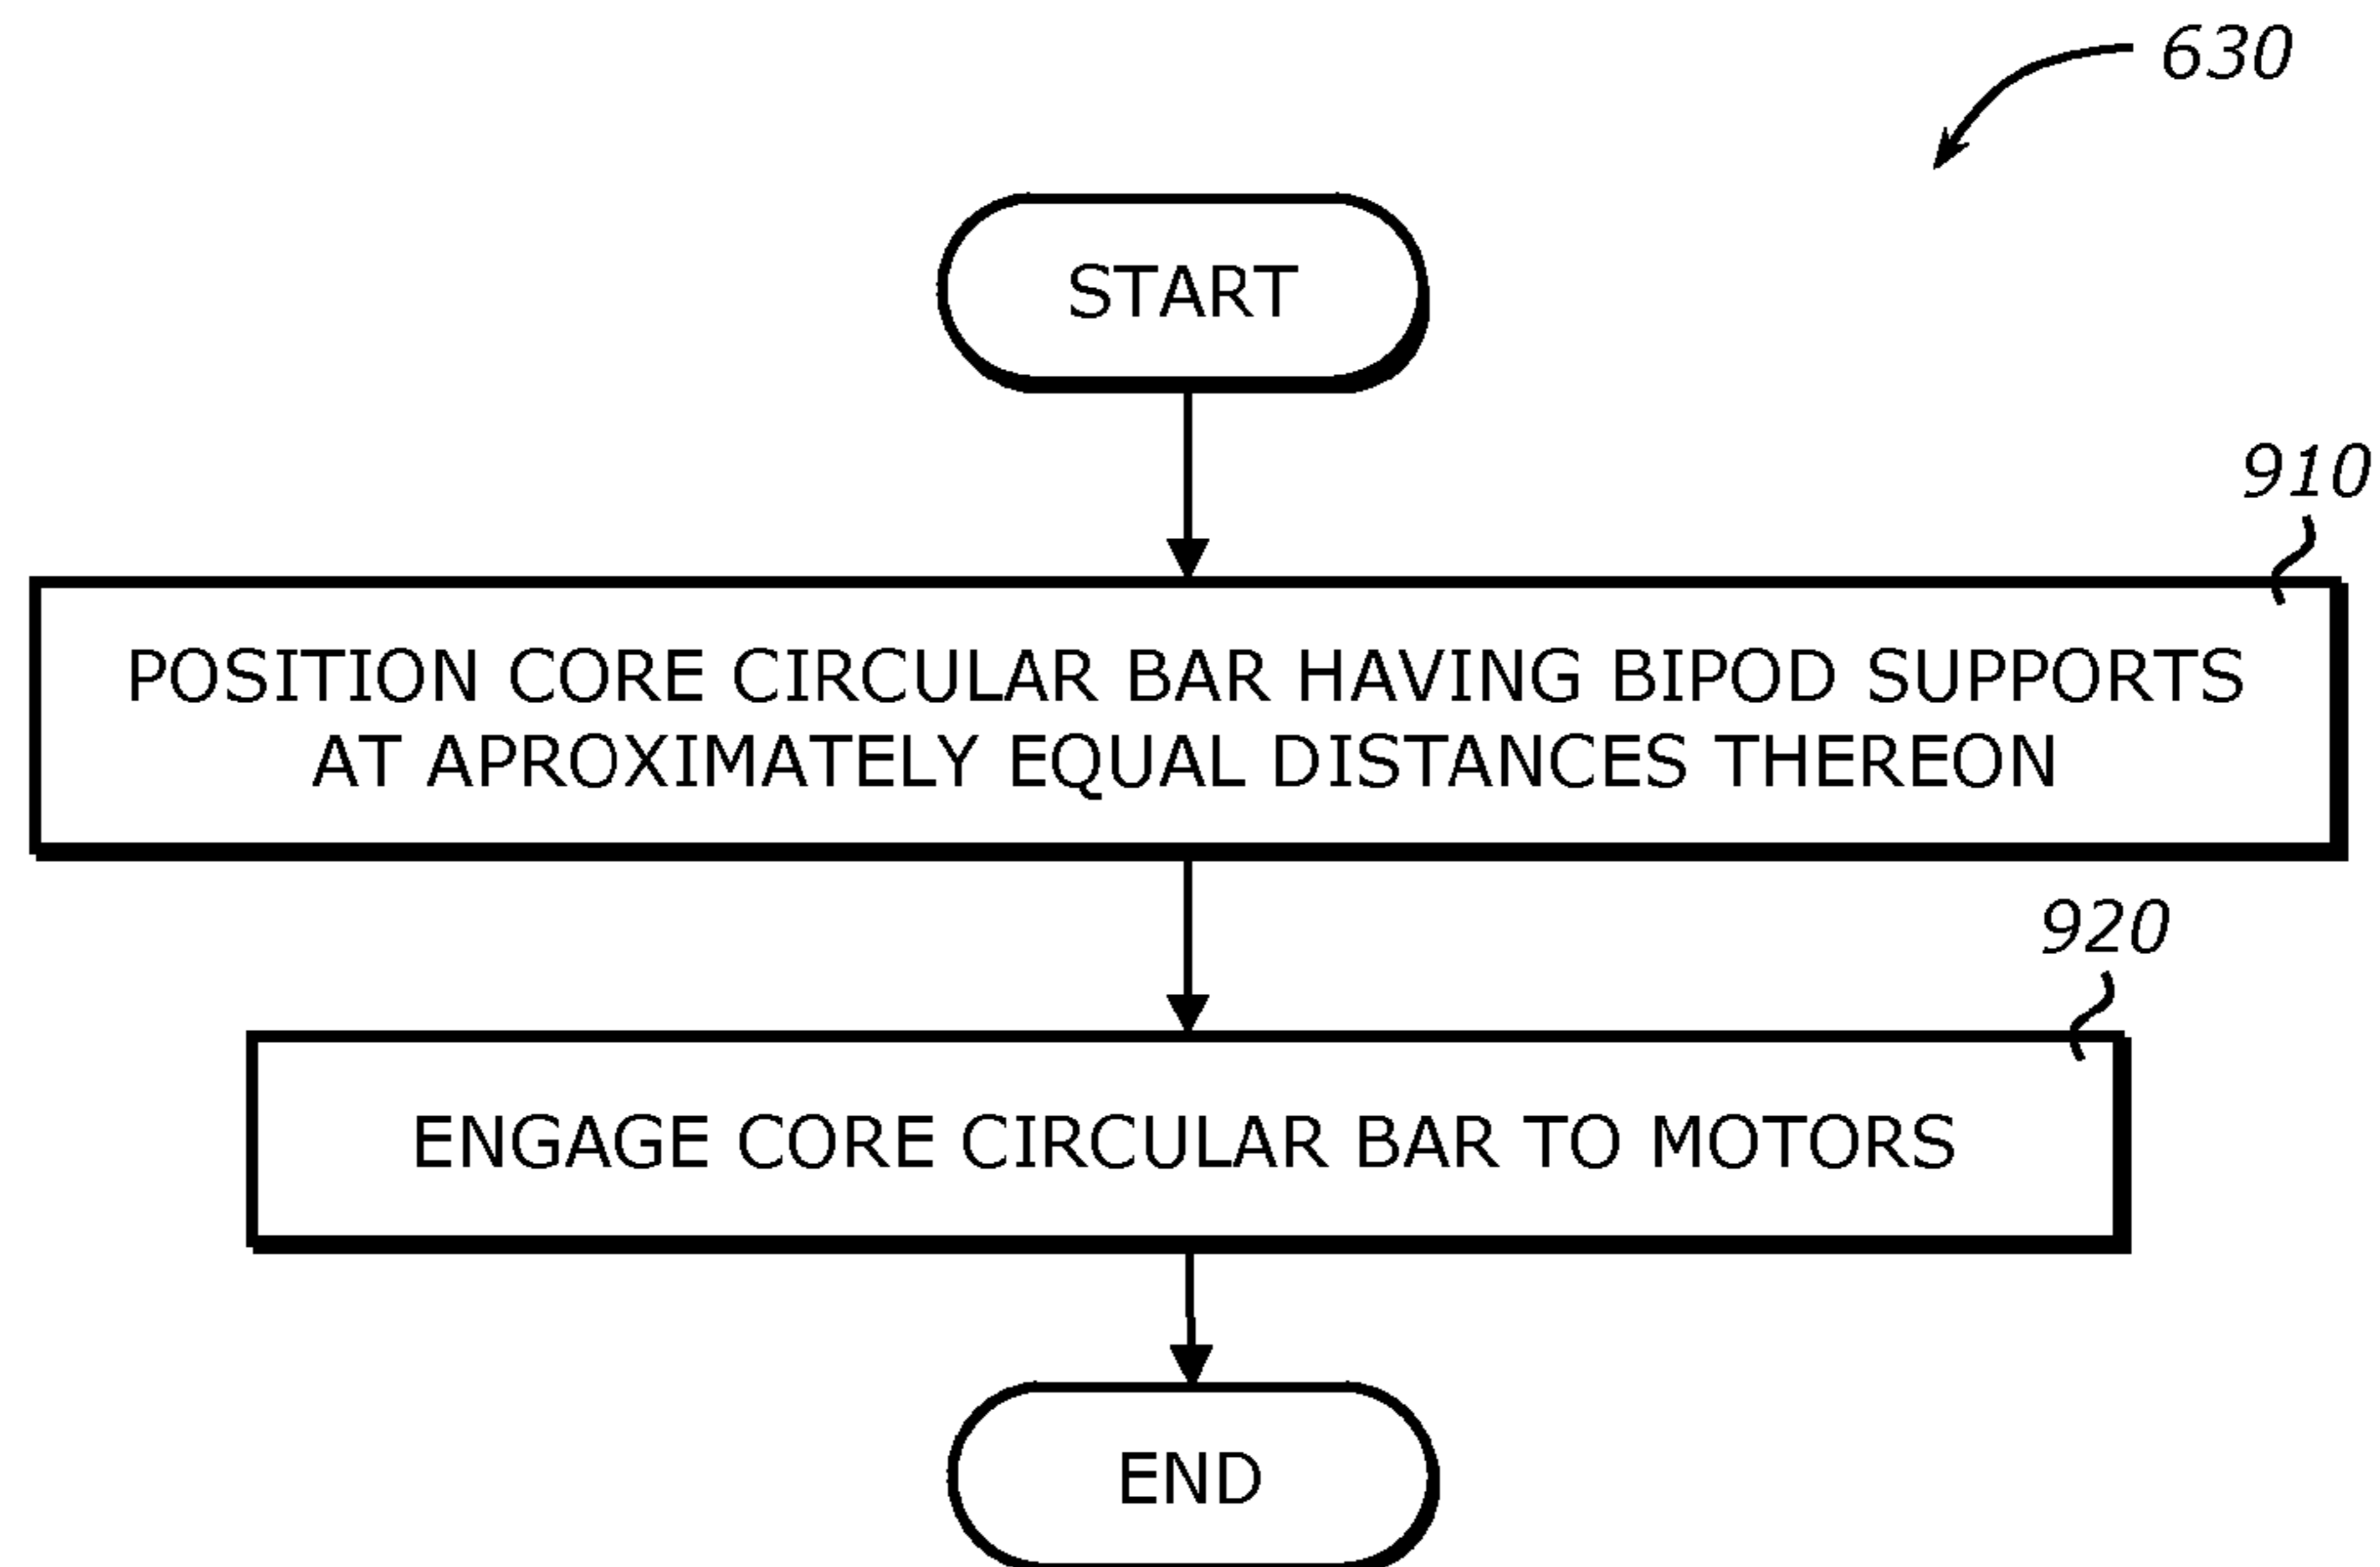 630
START
910
POSITION CORE CIRCULAR BAR HAVING BIPOD SUPPORTS
AT APROXIMATELY EQUAL DISTANCES THEREON
920
ENGAGE CORE CIRCULAR BAR TO MOTORS
END